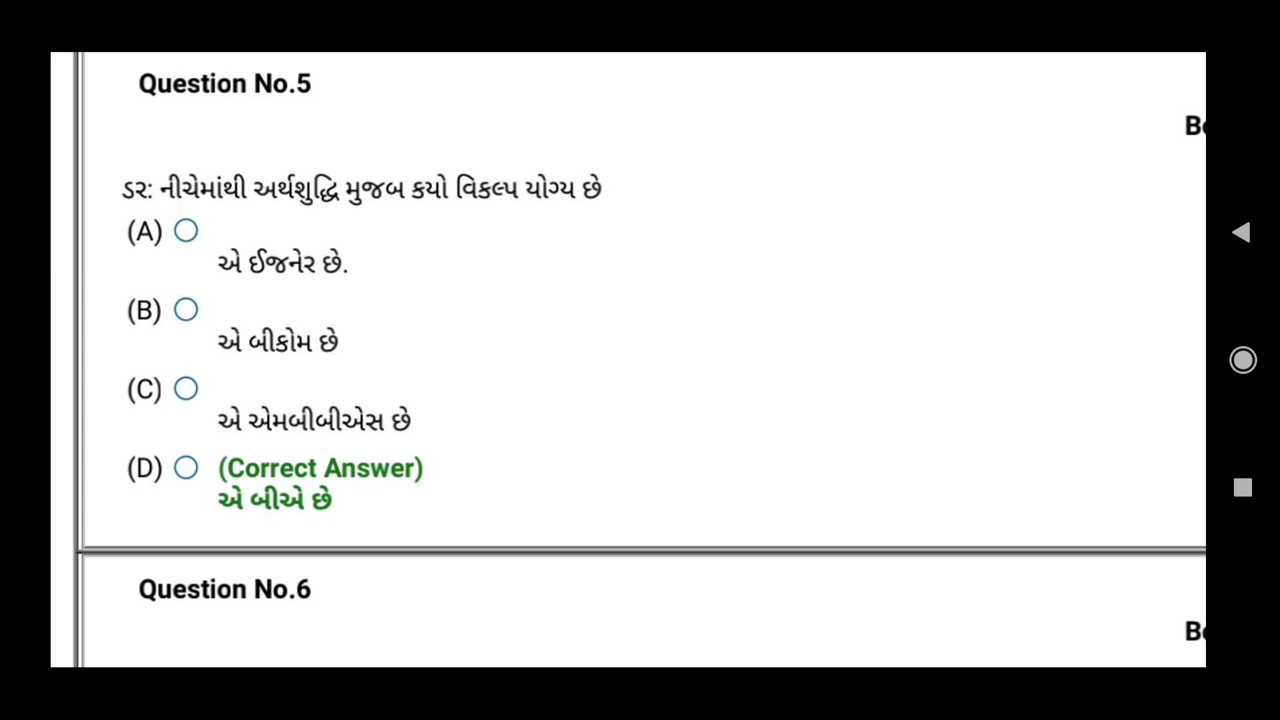 Question No.5
B
ડર: નીચેમાંથી અર્થશુદ્ધિ મુજબ કયો વિકલ્પ યોગ્ય છે
(A)
એ ઈજનેર છે.
(B)
એ બીકોમ છે
(C)
એ એમબીબીએસ છે
(D) (Correct Answer)
એ બીએ છે
Question No.6
B